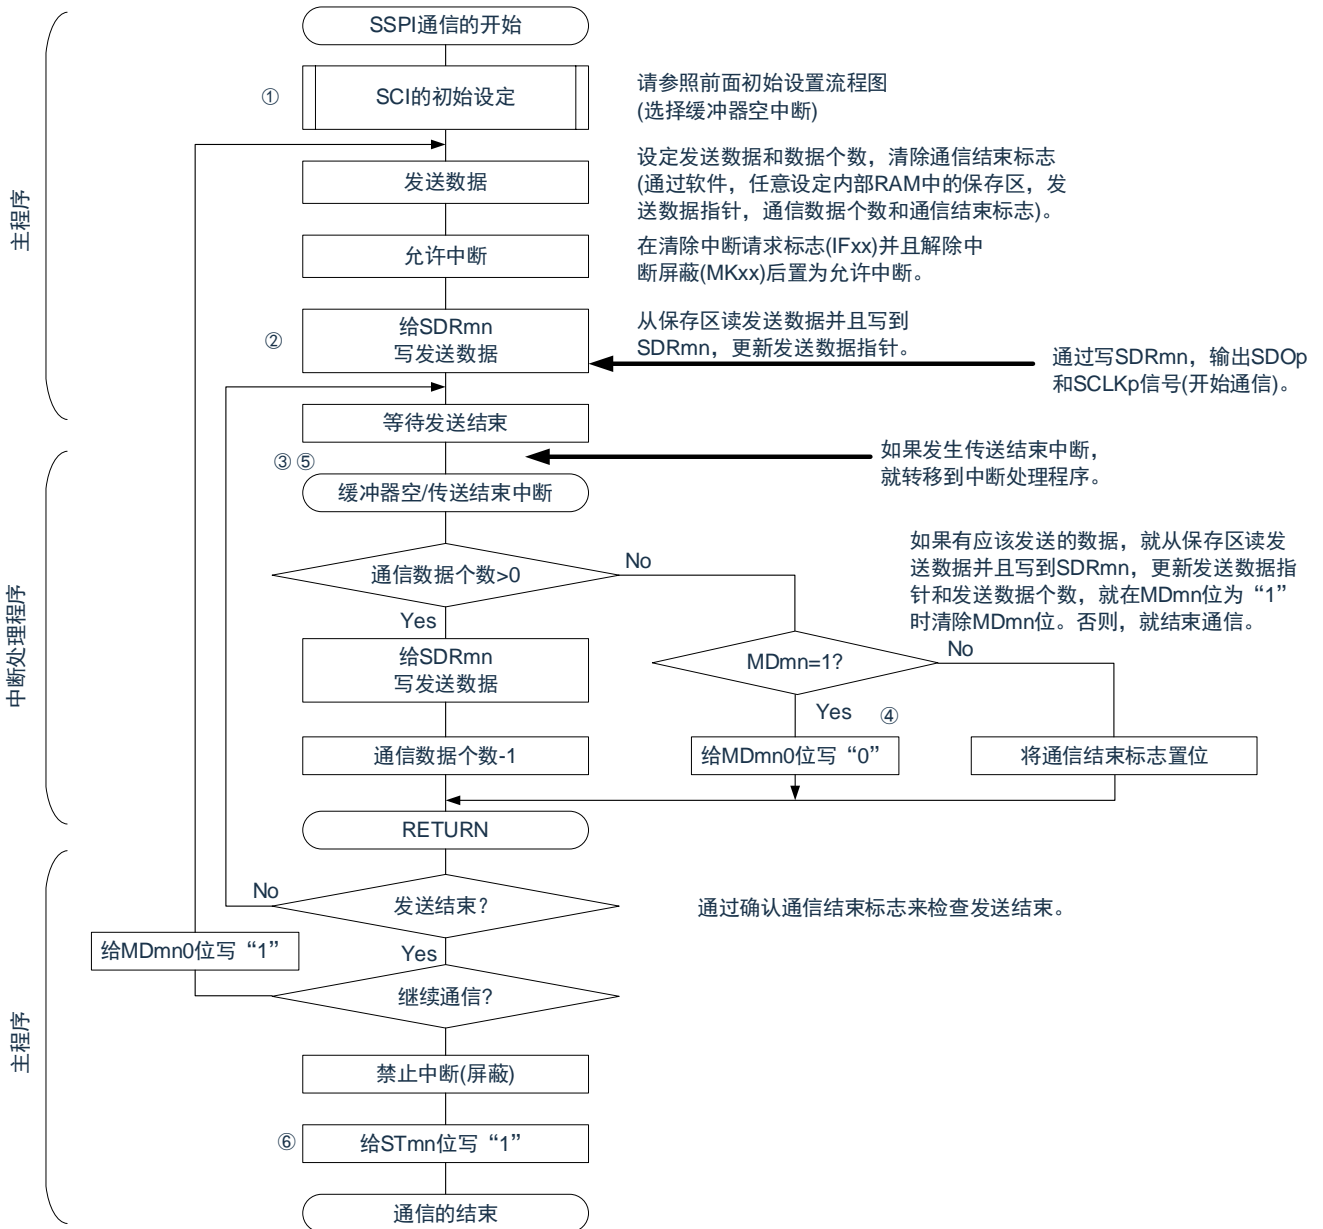 SSPI通信的开始
①
SCI的初始设定
请参照前面初始设置流程图
(选择缓冲器空中断)
主程序
发送数据
设定发送数据和数据个数，清除通信结束标志
(通过软件，任意设定内部RAM中的保存区，发
送数据指针，通信数据个数和通信结束标志)。
允许中断
在清除中断请求标志(IFxx)并且解除中
断屏蔽(MKxx)后置为允许中断。
②
给SDRmn
写发送数据
从保存区读发送数据并且写到
SDRmn，更新发送数据指针。
通过写SDRmn，输出SDOp
和SCLKp信号(开始通信)。
等待发送结束
③ ⑤
如果发生传送结束中断，
就转移到中断处理程序。
缓冲器空/传送结束中断
中断处理程序
通信数据个数>0
No
Yes
如果有应该发送的数据，就从保存区读发
送数据并且写到SDRmn，更新发送数据指
针和发送数据个数，就在MDmn位为“1”
时清除MDmn位。否则，就结束通信。
给SDRmn
写发送数据
MDmn=1?
No
Yes
④
通信数据个数-1
给MDmn0位写“0”
将通信结束标志置位
RETURN
主程序
No
发送结束？
通过确认通信结束标志来检查发送结束。
给MDmn0位写“1”
Yes
继续通信?
禁止中断(屏蔽)
⑥
给STmn位写“1”
通信的结束